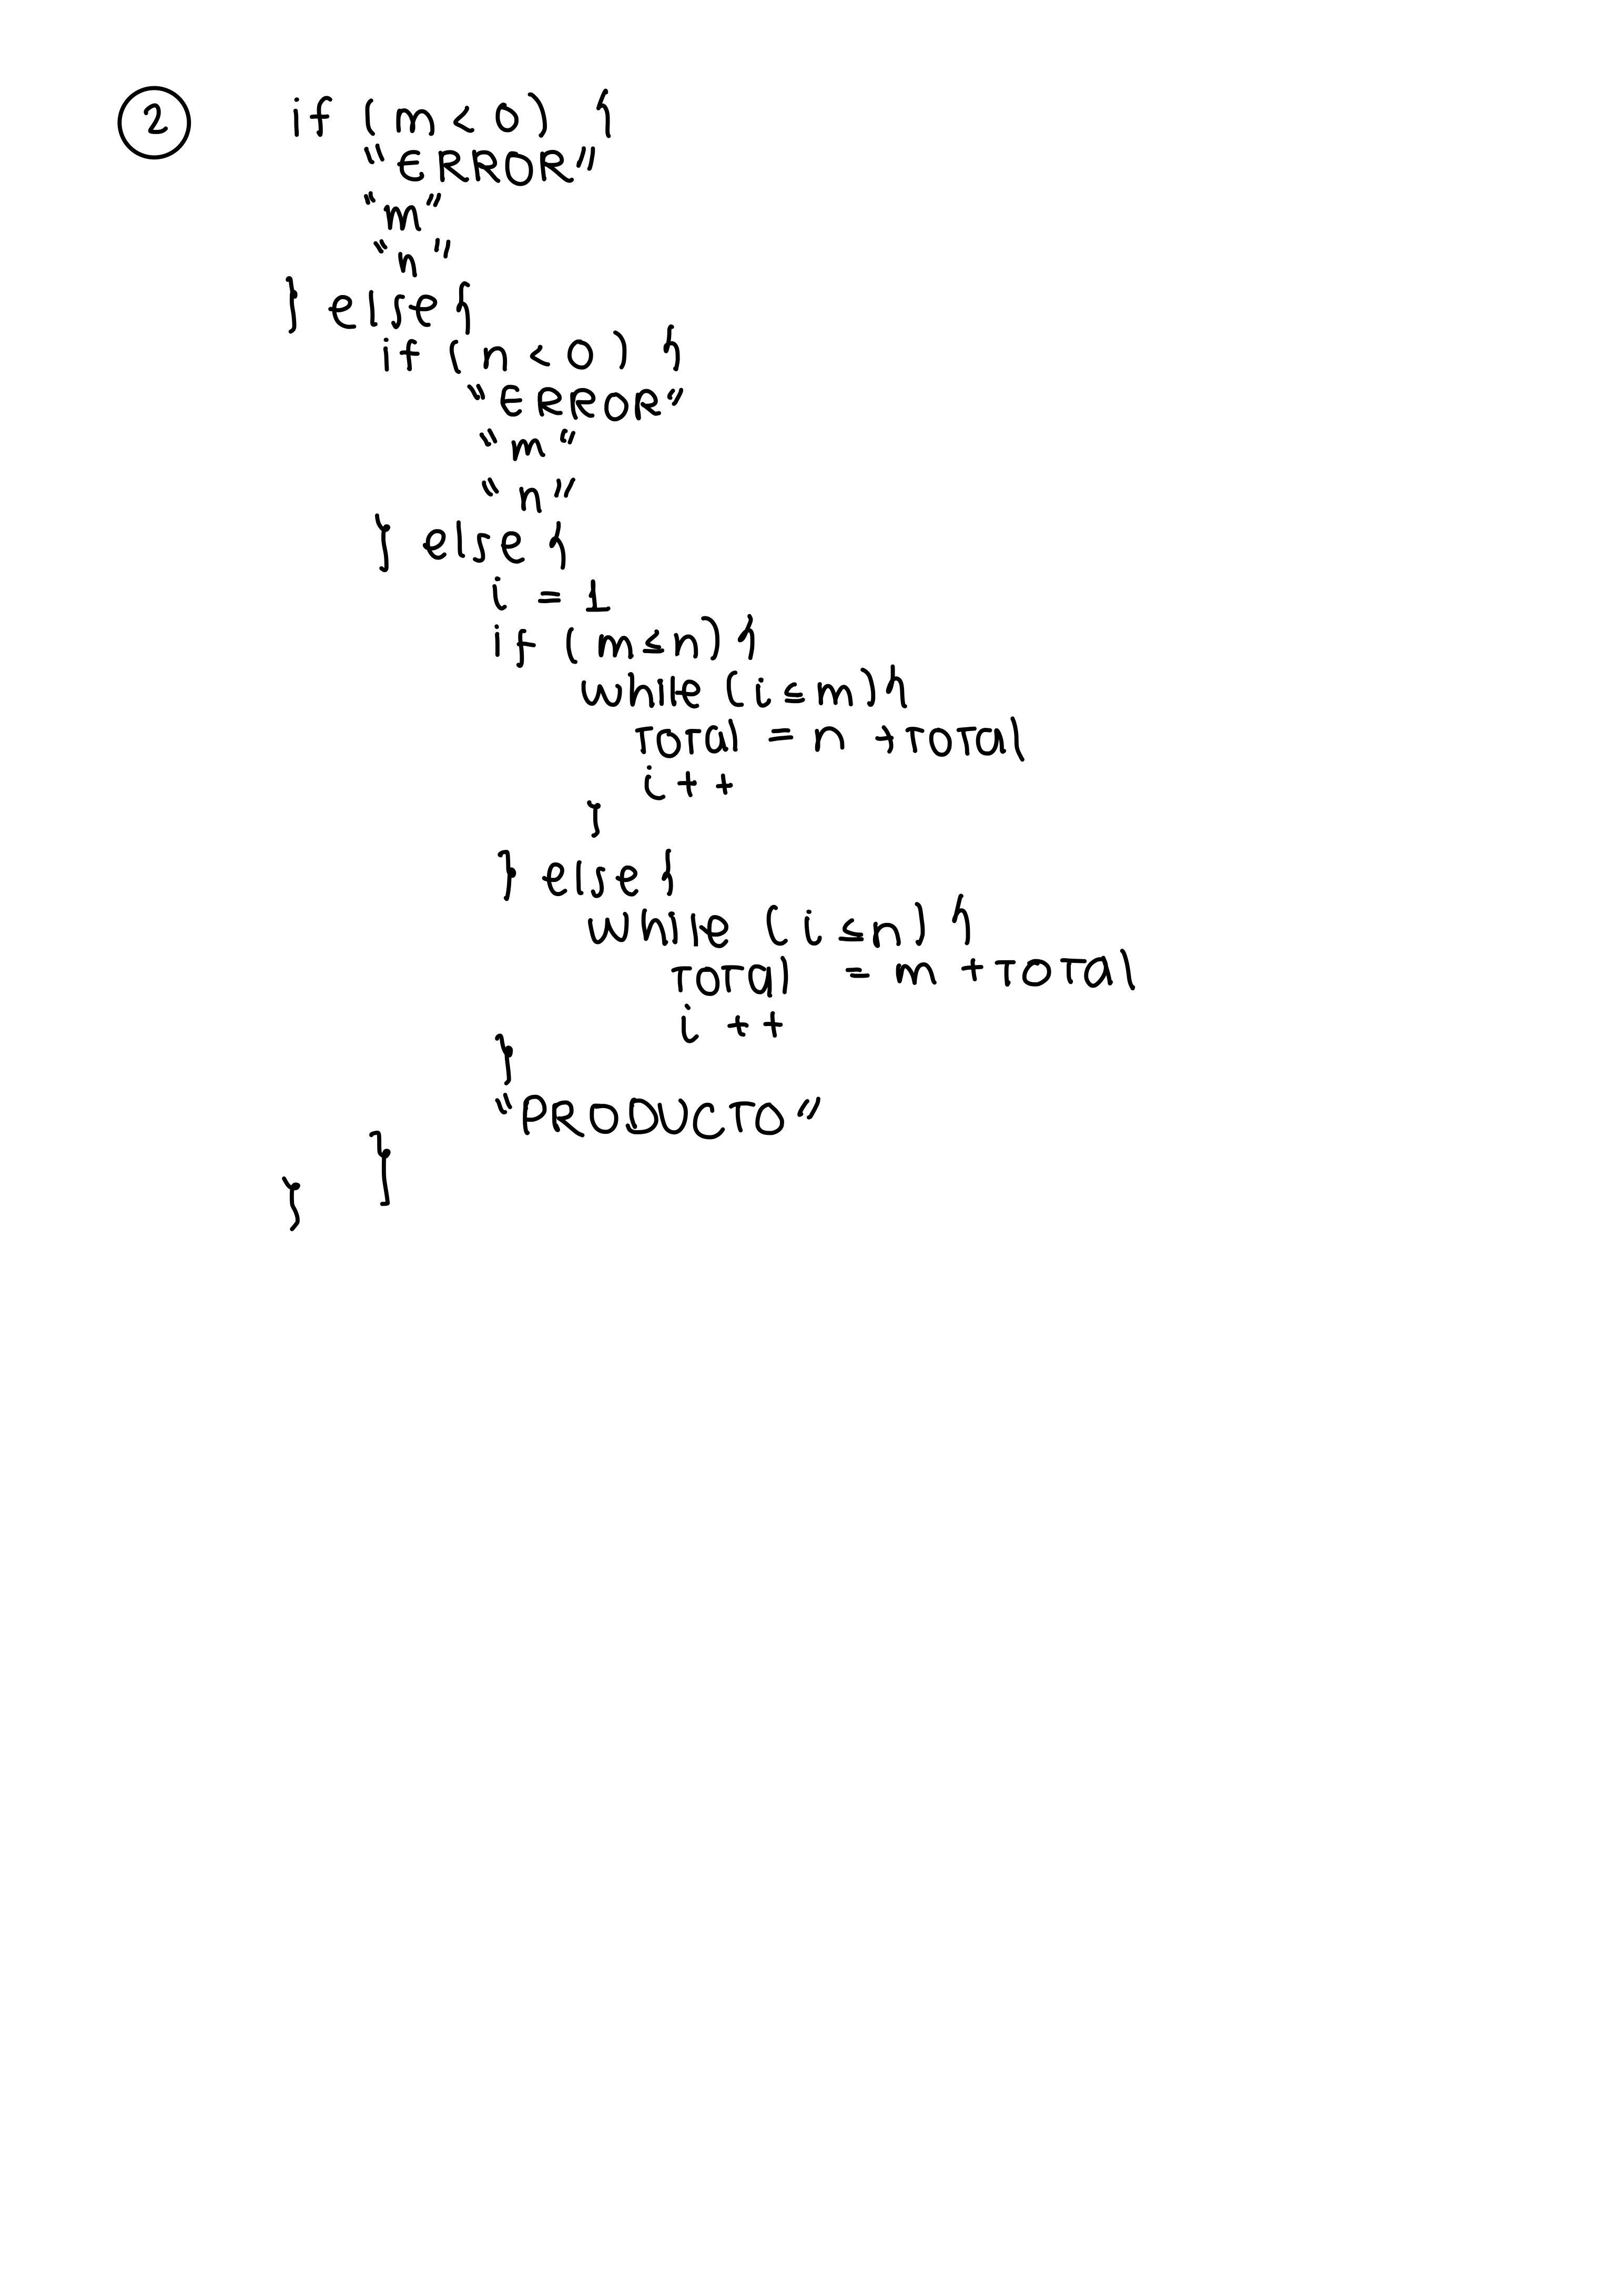 2 if (m < 0) {
"ERROR"
"m"
"n"
} else {
if (n < 0) {
"ERROR"
"m"
"n"
} else {
i = 1
if (m ≤ n) {
while (i ≤ m) {
TOTal = n + TOTal
i++
}
} else {
while (i ≤ n) {
TOTal = m + TOTal
i ++
}
"PRODUCTO"
}
}